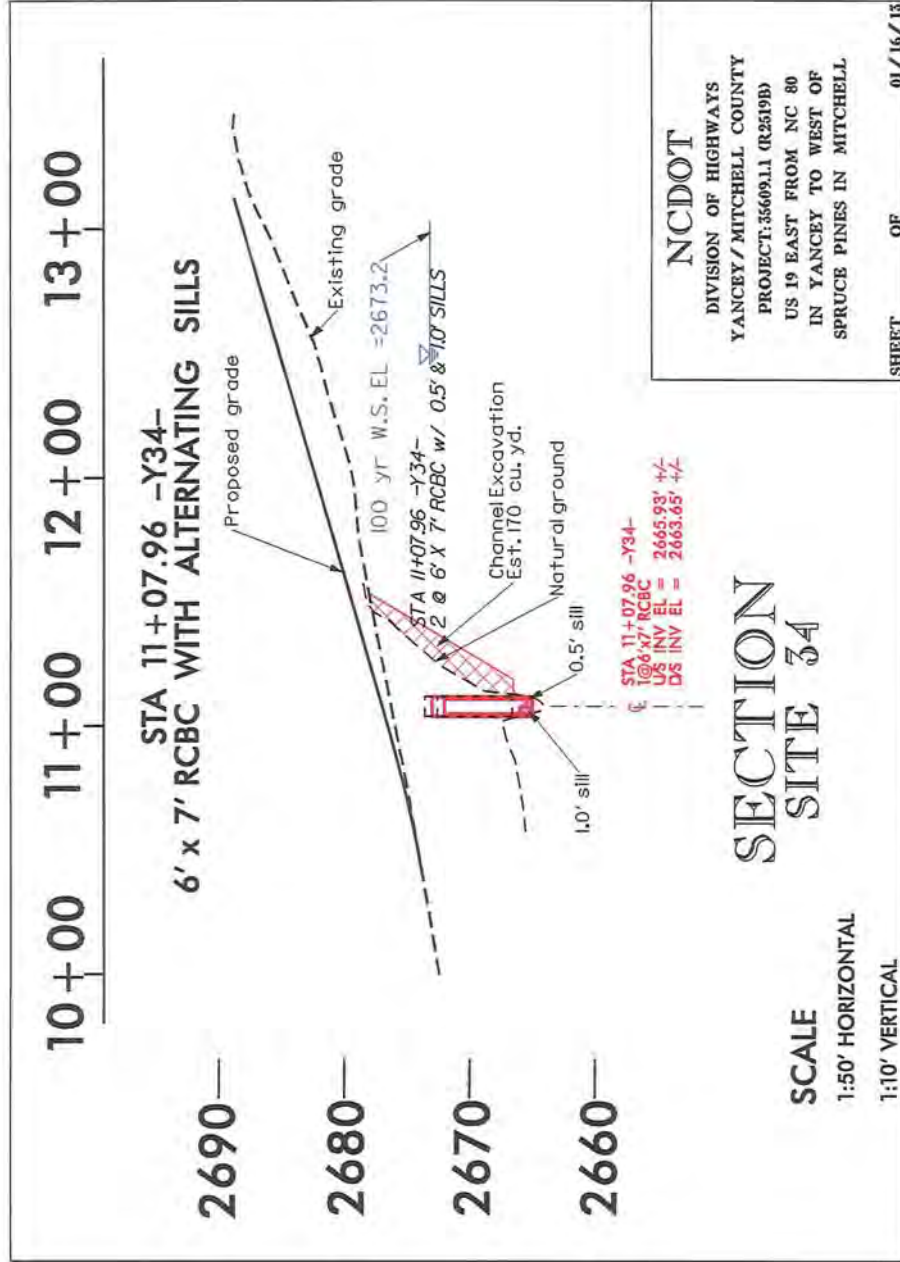 10+00 11+00 12+00 13+00
STA 11+07.96 -Y34-
6' x 7' RCBC WITH ALTERNATING SILLS
2690
2680
2670
2660
Proposed grade
Existing grade
100 yr W.S. EL =2673.2
STA 11+07.96 -Y34-
2 @ 6' X 7' RCBC w/ 0.5' & 1.0' SILLS
Channel Excavation
Est. 170 cu. yd.
Natural ground
0.5' sill
1.0' sill
STA 11+07.96 -Y34-
1@6'x7' RCBC
U/S INV EL = 2665.93' +/-
D/S INV EL = 2663.65' +/-
SECTION
SITE 34
SCALE
1:50' HORIZONTAL
1:10' VERTICAL
NCDOT
DIVISION OF HIGHWAYS
YANCEY/MITCHELL COUNTY
PROJECT:35609.1.1 (R2519B)
US 19 EAST FROM NC 80
IN YANCEY TO WEST OF
SPRUCE PINES IN MITCHELL
SHEET OF 01/16/13